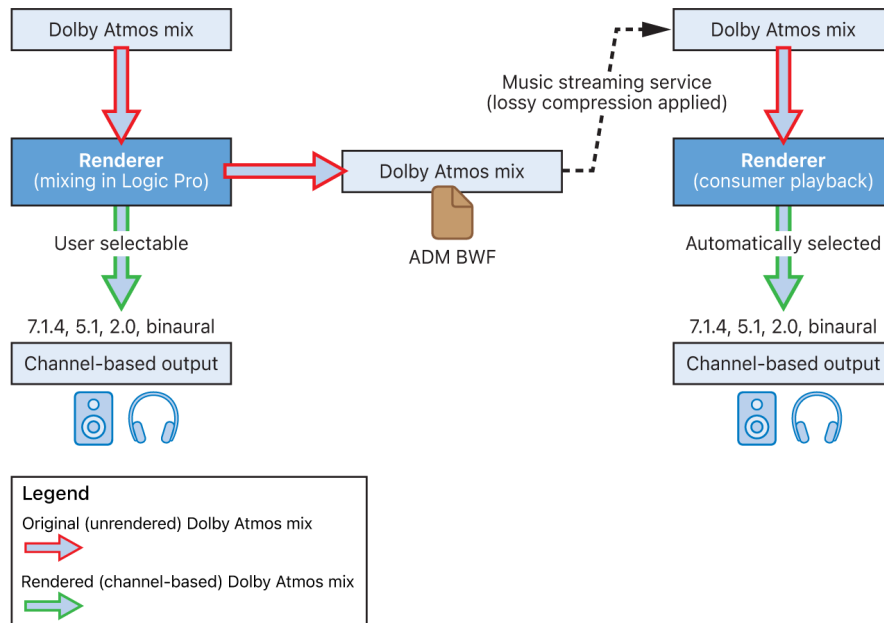 Dolby Atmos mix
Dolby Atmos mix
Music streaming service
(lossy compression applied)
Renderer
(mixing in Logic Pro)
Dolby Atmos mix
Renderer
(consumer playback)
User selectable
ADM BWF
Automatically selected
7.1.4, 5.1, 2.0, binaural
7.1.4, 5.1, 2.0, binaural
Channel-based output
Channel-based output
Legend
Original (unrendered) Dolby Atmos mix
Rendered (channel-based) Dolby Atmos mix